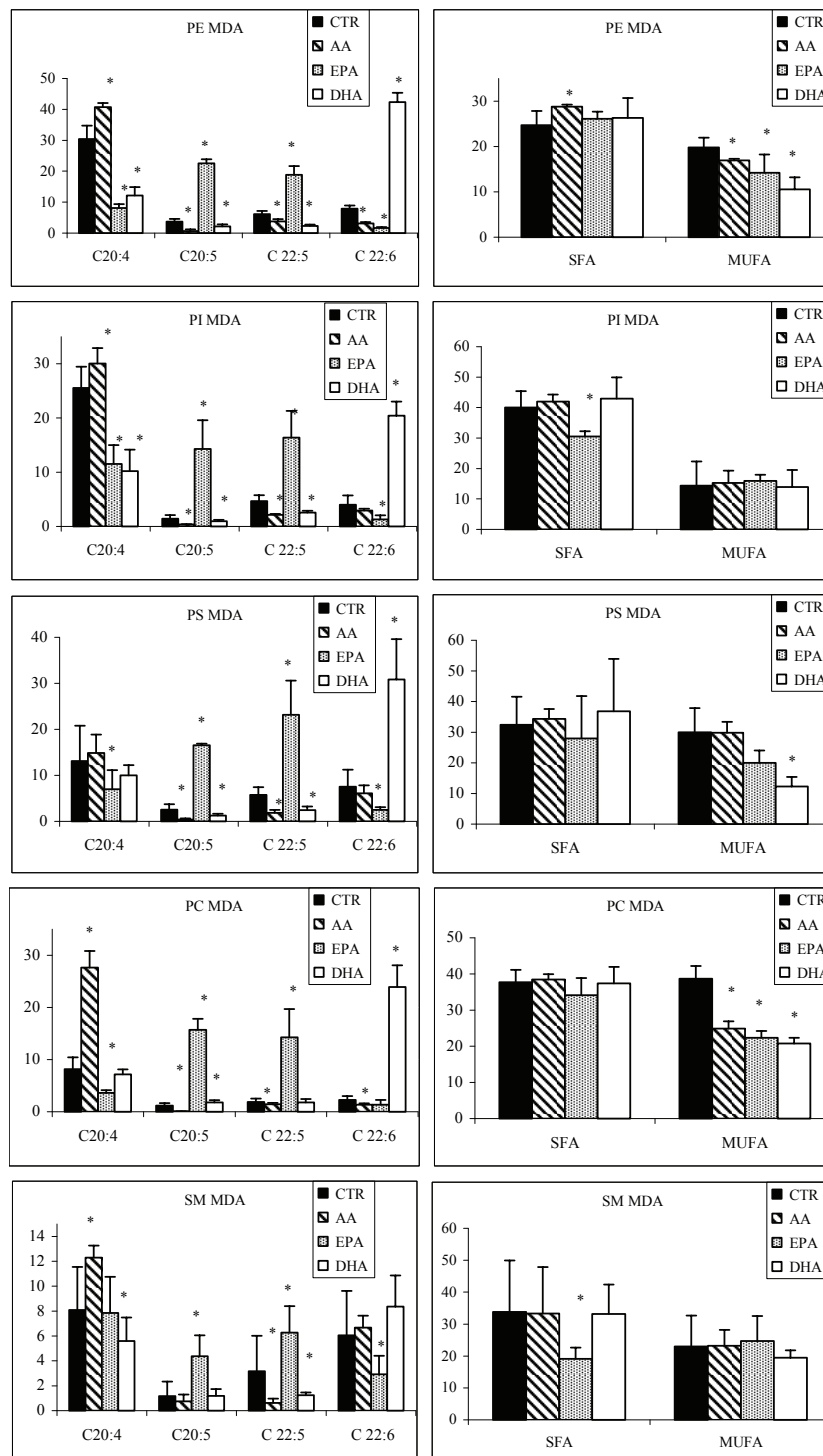 PE MDA
CTR
AA
EPA
DHA
50
40
30
20
10
0
* * * * * * * * * * *
C20:4 C20:5 C 22:5 C 22:6
PE MDA
CTR
AA
EPA
DHA
30
20
10
0
* * * *
SFA MUFA
PI MDA
CTR
AA
EPA
DHA
30
20
10
0
* * * * * * * * * * *
C20:4 C20:5 C 22:5 C 22:6
PI MDA
CTR
AA
EPA
DHA
60
50
40
30
20
10
0
*
SFA MUFA
PS MDA
CTR
AA
EPA
DHA
40
30
20
10
0
* * * * * * * * *
C20:4 C20:5 C 22:5 C 22:6
PS MDA
CTR
AA
EPA
DHA
60
50
40
30
20
10
0
*
SFA MUFA
PC MDA
CTR
AA
EPA
DHA
30
20
10
0
* * * * * * * * *
C20:4 C20:5 C 22:5 C 22:6
PC MDA
CTR
AA
EPA
DHA
50
40
30
20
10
0
* * *
SFA MUFA
SM MDA
CTR
AA
EPA
DHA
14
12
10
8
6
4
2
0
* * * * * * *
C20:4 C20:5 C 22:5 C 22:6
SM MDA
CTR
AA
EPA
DHA
60
50
40
30
20
10
0
*
SFA MUFA